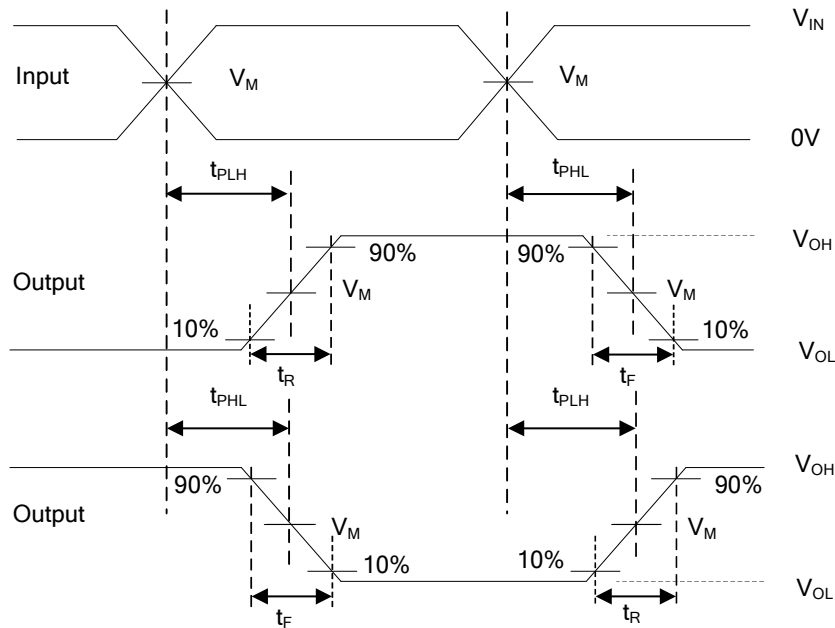 V_IN
Input V_M V_M
0V
t_PLH t_PHL
V_OH
90% 90%
Output V_M V_M
10% 10%
V_OL
t_R t_F
t_PHL t_PLH
V_OH
90% 90%
Output V_M V_M
10% 10%
V_OL
t_F t_R